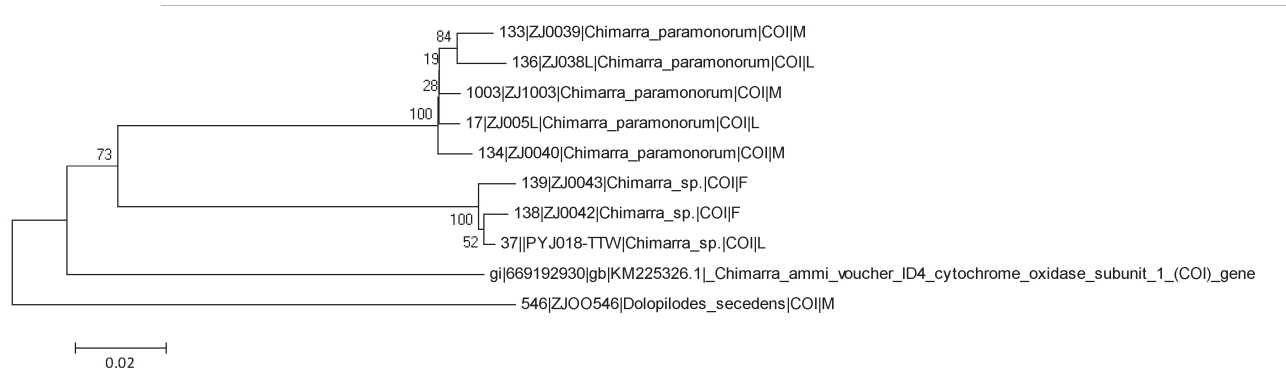 84
133|ZJ0039|Chimarra_paramonorum|COI|M
19
136|ZJ038L|Chimarra_paramonorum|COI|L
28
1003|ZJ1003|Chimarra_paramonorum|COI|M
100
17|ZJ005L|Chimarra_paramonorum|COI|L
73
134|ZJ0040|Chimarra_paramonorum|COI|M
139|ZJ0043|Chimarra_sp.|COI|F
100
138|ZJ0042|Chimarra_sp.|COI|F
52
37||PYJ018-TTW|Chimarra_sp.|COI|L
gi|669192930|gb|KM225326.1|_Chimarra_ammi_voucher_ID4_cytochrome_oxidase_subunit_1_(COI)_gene
546|ZJOO546|Dolopilodes_secedens|COI|M
0.02